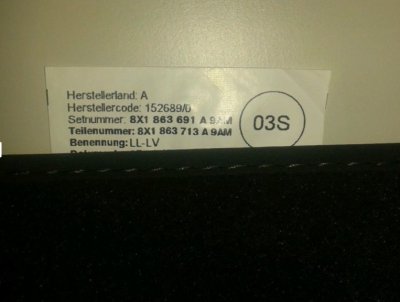 Herstellerland: A
Herstellercode: 152689/0
Setnummer: 8X1 863 691 A 9AM
Teilenummer: 8X1 863 713 A 9AM
03S
Benennung: LL-LV